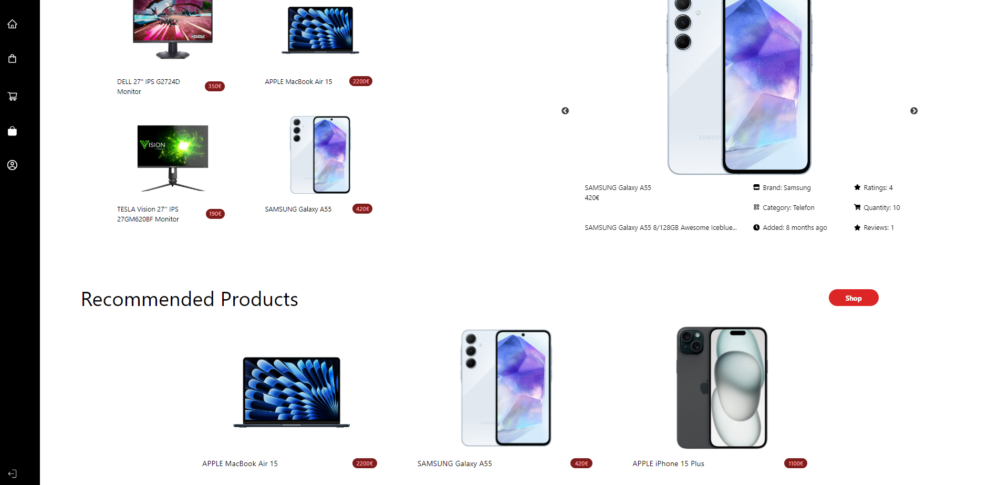 Redout
DELL 27" IPS G2724D
Monitor
350€
APPLE MacBook Air 15
2200€
VISION
TESLA Vision 27'' IPS
27GM620BF Monitor
190€
SAMSUNG Galaxy A55
420€
SAMSUNG
SAMSUNG Galaxy A55
420€
SAMSUNG Galaxy A55 8/128GB Awesome Iceblue...
Brand: Samsung
Category: Telefon
Added: 8 months ago
Ratings: 4
Quantity: 10
Reviews: 1
Recommended Products
Shop
APPLE MacBook Air 15
2200€
SAMSUNG Galaxy A55
420€
APPLE iPhone 15 Plus
1100€